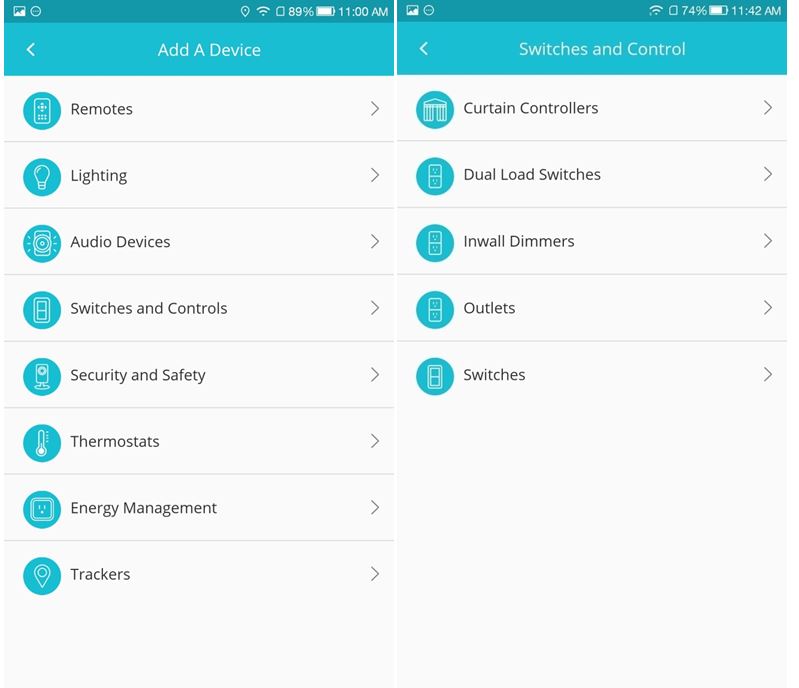 89% 11:00 AM
Add A Device
Remotes
Lighting
Audio Devices
Switches and Controls
Security and Safety
Thermostats
Energy Management
Trackers
74% 11:42 AM
Switches and Control
Curtain Controllers
Dual Load Switches
Inwall Dimmers
Outlets
Switches